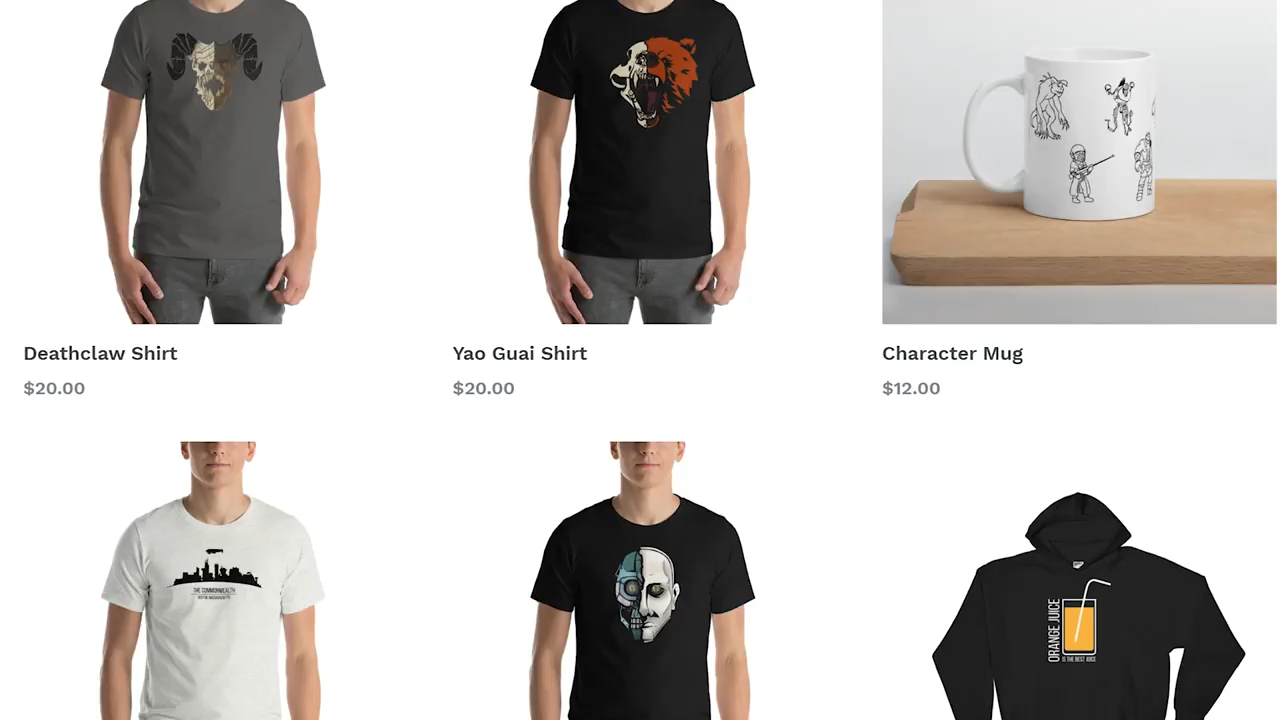 Deathclaw Shirt
$20.00
Yao Guai Shirt
$20.00
Character Mug
$12.00
THE COMMONWEALTH
ORANGE JUICE
IS THE BEST JUICE